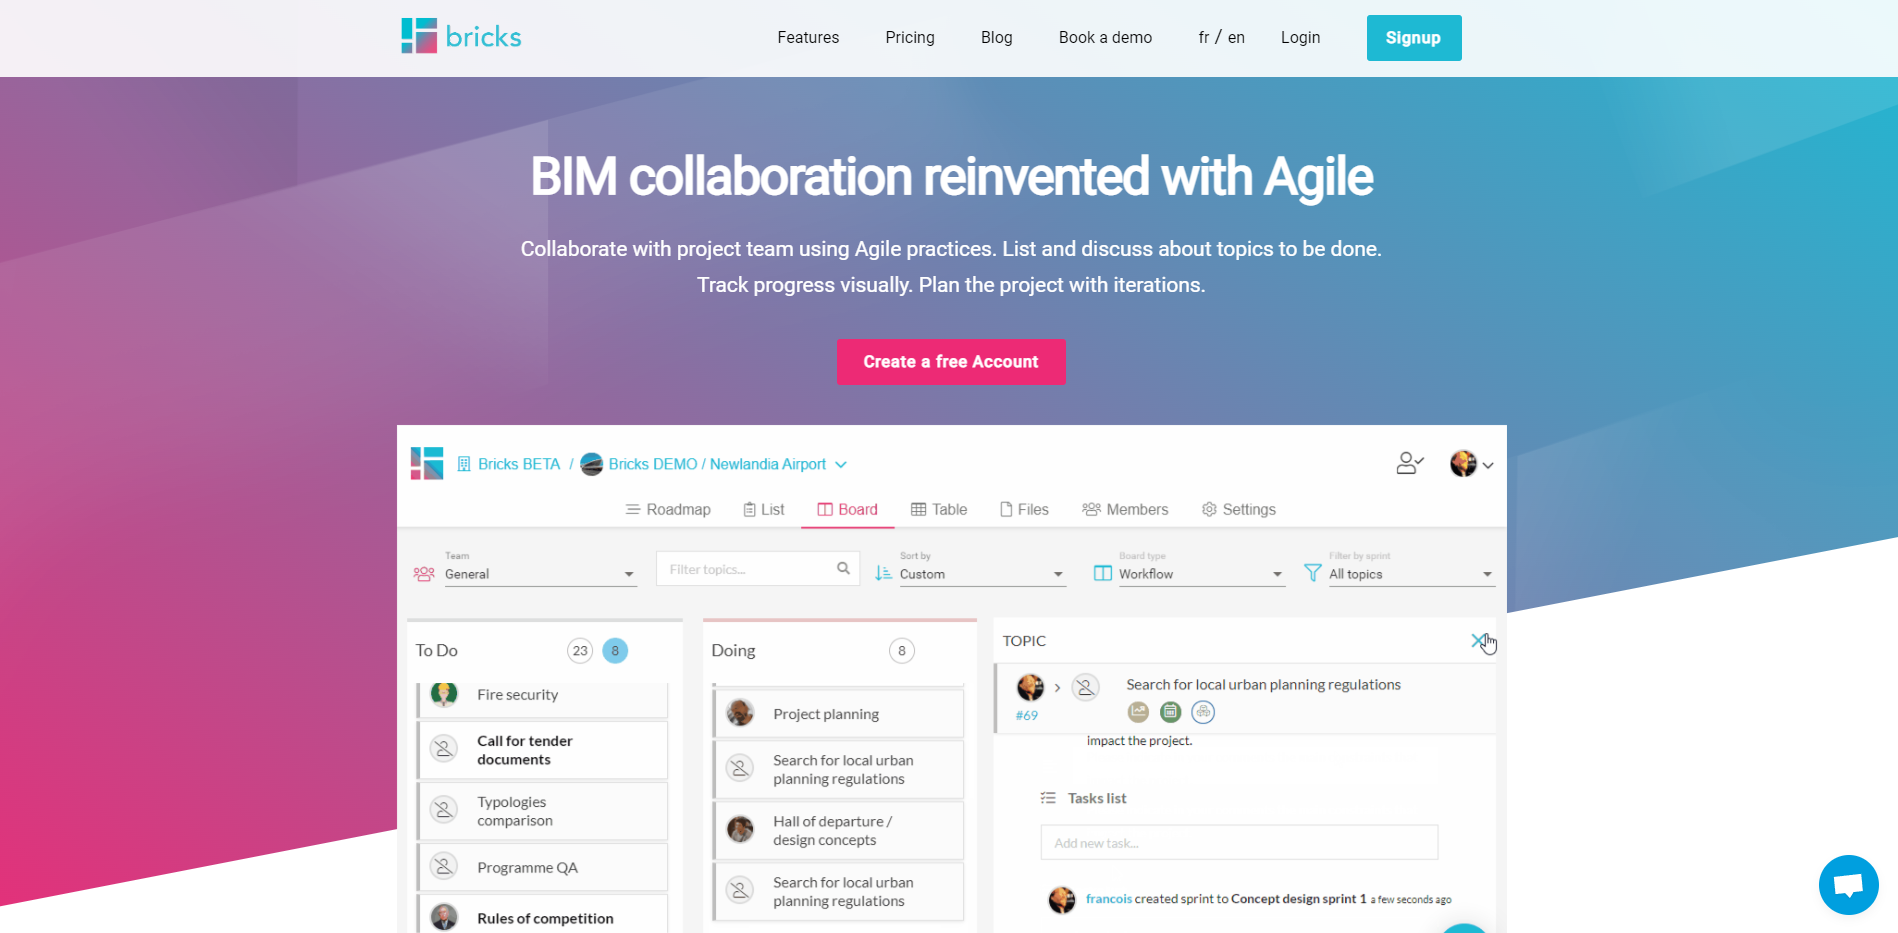 bricks
Features
Pricing
Blog
Book a demo
fr / en
Login
Signup
BIM collaboration reinvented with Agile
Collaborate with project team using Agile practices. List and discuss about topics to be done.
Track progress visually. Plan the project with iterations.
Create a free Account
Bricks BETA / Bricks DEMO / Newlandia Airport
Roadmap
List
Board
Table
Files
Members
Settings
Team
General
Filter topics...
Sort by
Custom
Board type
Workflow
Filter by sprint
All topics
To Do
23
8
Fire security
Call for tender
documents
Typologies
comparison
Programme QA
Rules of competition
Doing
8
Project planning
Search for local urban
planning regulations
Hall of departure /
design concepts
Search for local urban
planning regulations
TOPIC
Search for local urban planning regulations
#69
impact the project.
Tasks list
Add new task...
francois created sprint to Concept design sprint 1 a few seconds ago